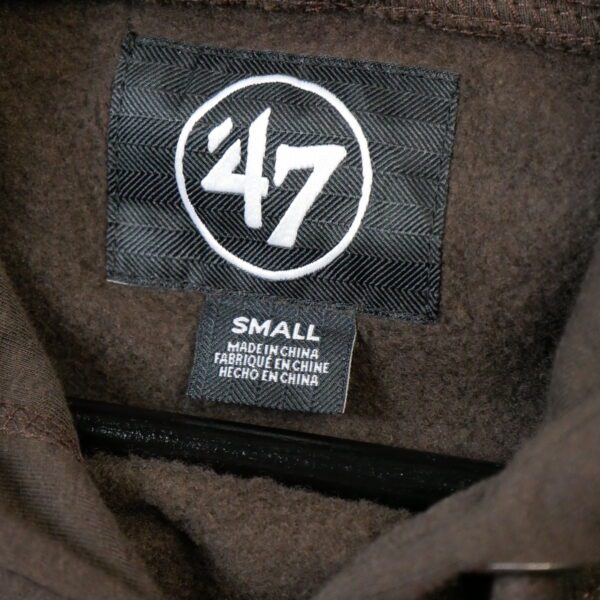 '47
SMALL
MADE IN CHINA
FABRIQUÉ EN CHINE
HECHO EN CHINA